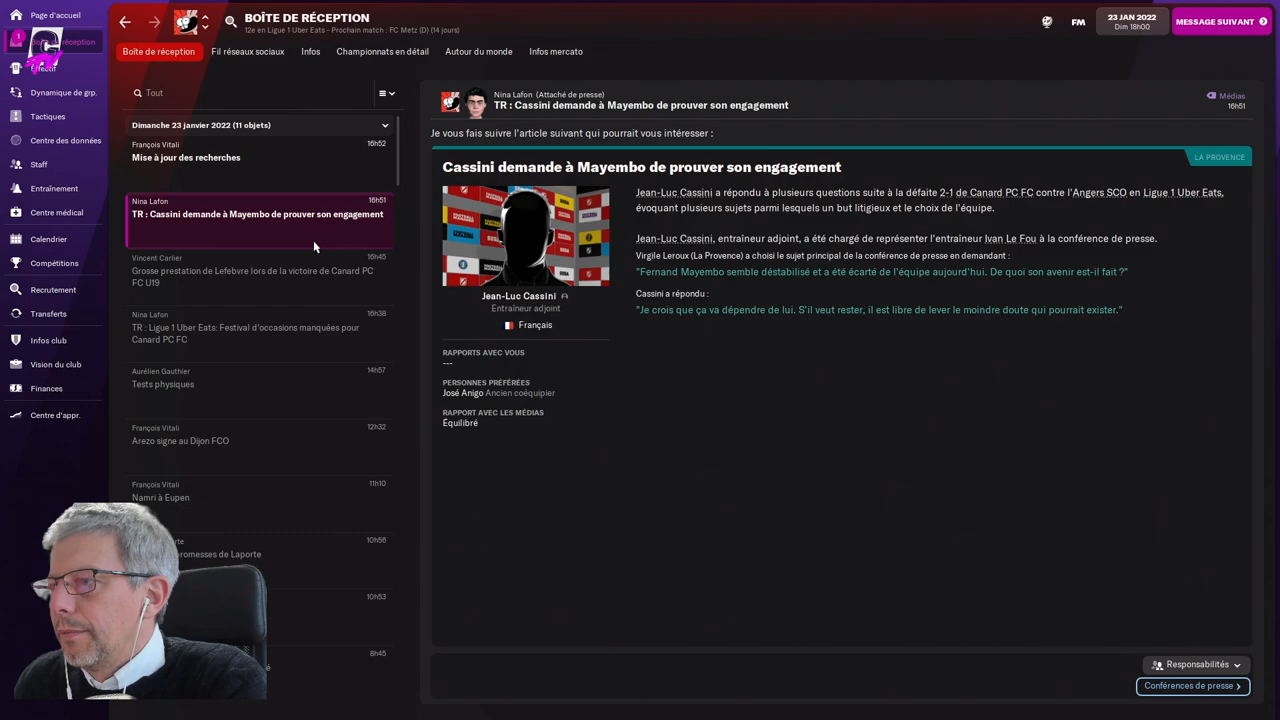 Page d'accueil
BOÎTE DE RÉCEPTION
12e en Ligue 1 Uber Eats - Prochain match : FC Metz (D) (14 jours)
FM
23 JAN 2022
Dim 18h00
MESSAGE SUIVANT
1
Boîte de réception
TV
Effectif
Dynamique de grp.
Tactiques
Centre des données
Staff
Entraînement
Centre médical
Calendrier
Compétitions
Recrutement
Transferts
Infos club
Vision du club
Finances
Centre d'appr.
Boîte de réception
Fil réseaux sociaux
Infos
Championnats en détail
Autour du monde
Infos mercato
Tout
Dimanche 23 janvier 2022 (11 objets)
François Vitali
16h52
Mise à jour des recherches
Nina Lafon
16h51
TR : Cassini demande à Mayembo de prouver son engagement
Vincent Carlier
16h45
Grosse prestation de Lefebvre lors de la victoire de Canard PC
FC U19
Nina Lafon
16h38
TR : Ligue 1 Uber Eats: Festival d'occasions manquées pour
Canard PC FC
Aurélien Gauthier
14h57
Tests physiques
François Vitali
12h32
Arezo signe au Dijon FCO
François Vitali
11h10
Namri à Eupen
10h56
promesses de Laporte
10h53
8h45
Nina Lafon (Attaché de presse)
TR : Cassini demande à Mayembo de prouver son engagement
Médias
16h51
Je vous fais suivre l'article suivant qui pourrait vous intéresser :
Cassini demande à Mayembo de prouver son engagement
LA PROVENCE
Jean-Luc Cassini
Entraîneur adjoint
Français
RAPPORTS AVEC VOUS
---
PERSONNES PRÉFÉRÉES
José Anigo Ancien coéquipier
RAPPORT AVEC LES MÉDIAS
Équilibré
Jean-Luc Cassini a répondu à plusieurs questions suite à la défaite 2-1 de Canard PC FC contre l'Angers SCO en Ligue 1 Uber Eats,
évoquant plusieurs sujets parmi lesquels un but litigieux et le choix de l'équipe.
Jean-Luc Cassini, entraîneur adjoint, a été chargé de représenter l'entraîneur Ivan Le Fou à la conférence de presse.
Virgile Leroux (La Provence) a choisi le sujet principal de la conférence de presse en demandant :
"Fernand Mayembo semble déstabilisé et a été écarté de l'équipe aujourd'hui. De quoi son avenir est-il fait ?"
Cassini a répondu :
"Je crois que ça va dépendre de lui. S'il veut rester, il est libre de lever le moindre doute qui pourrait exister."
Responsabilités
Conférences de presse